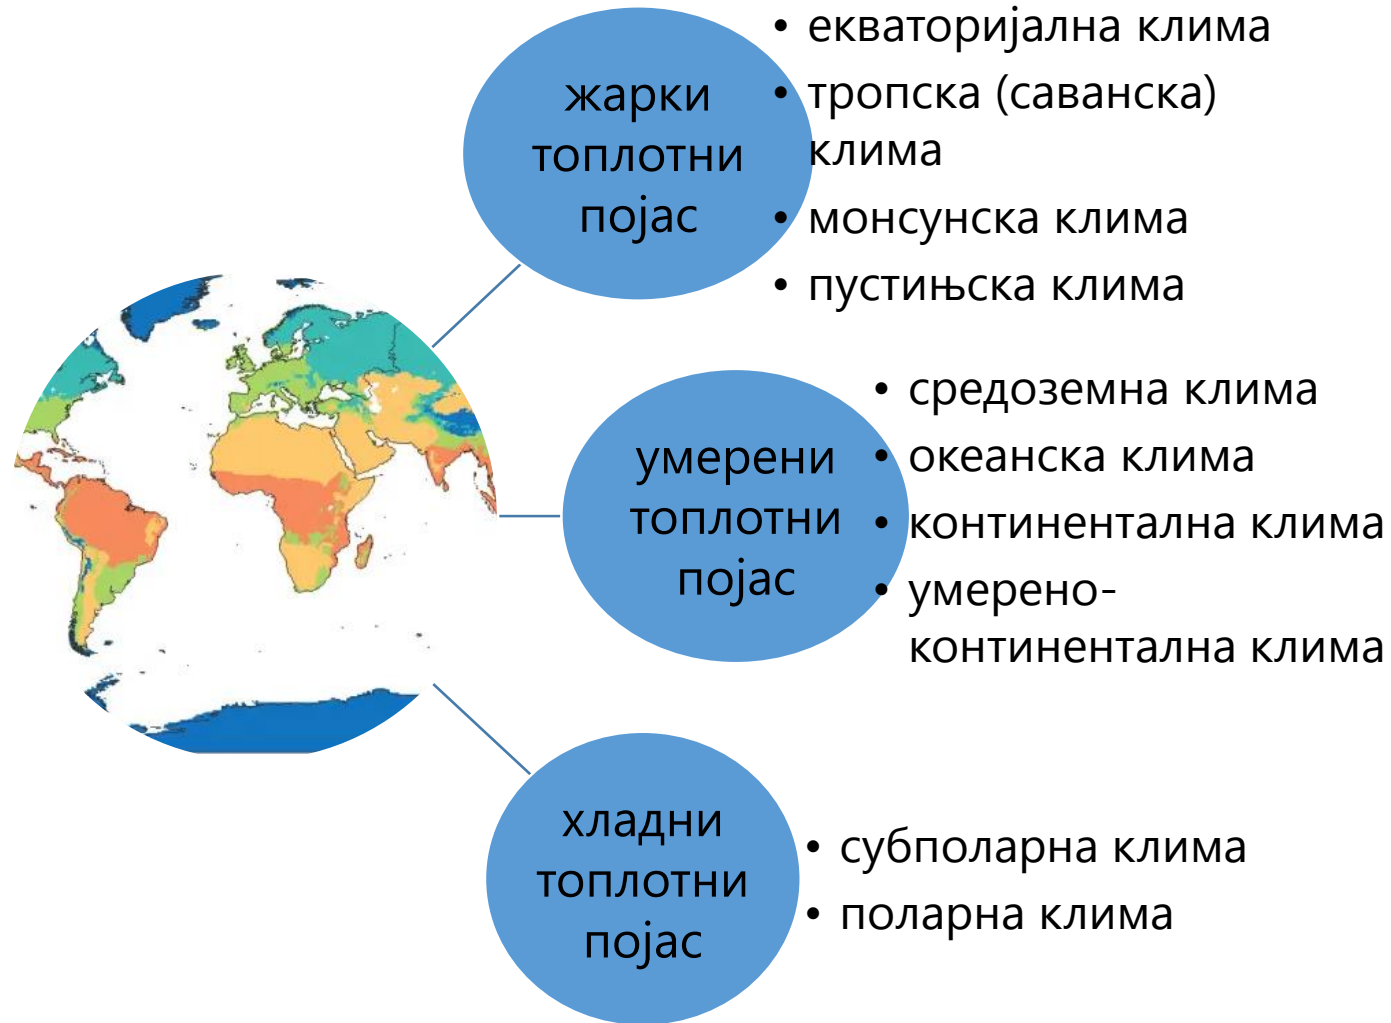 жарки
топлотни
појас
• екваторијална клима
• тропска (саванска)
клима
• монсунска клима
• пустињска клима
умерени
топлотни
појас
• средоземна клима
• океанска клима
• континентална клима
• умерено-
континентална клима
хладни
топлотни
појас
• субполарна клима
• поларна клима